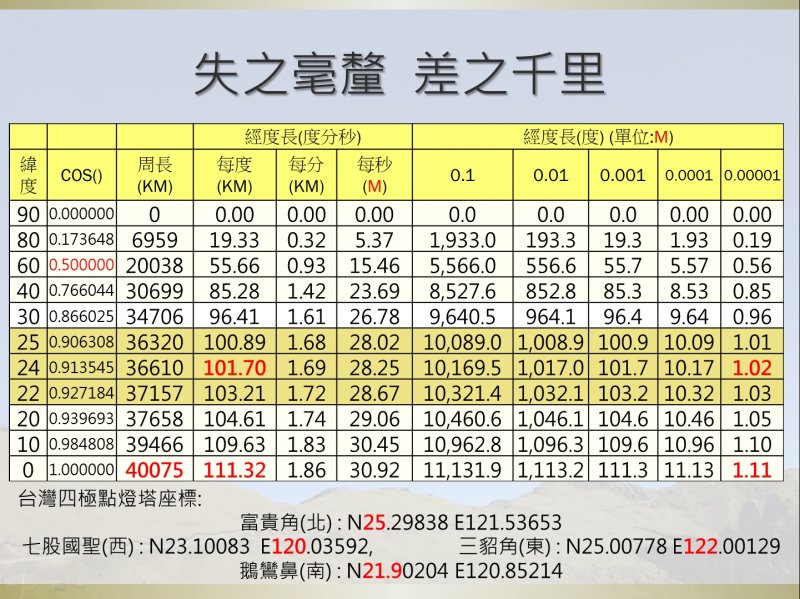 失之毫釐 差之千里
經度長(度分秒) 經度長(度) (單位:M)
緯度 COS() 周長(KM) 每度(KM) 每分(KM) 每秒(M) 0.1 0.01 0.001 0.0001 0.00001
90 0.000000 0 0.00 0.00 0.00 0.0 0.0 0.0 0.00 0.00
80 0.173648 6959 19.33 0.32 5.37 1,933.0 193.3 19.3 1.93 0.19
60 0.500000 20038 55.66 0.93 15.46 5,566.0 556.6 55.7 5.57 0.56
40 0.766044 30699 85.28 1.42 23.69 8,527.6 852.8 85.3 8.53 0.85
30 0.866025 34706 96.41 1.61 26.78 9,640.5 964.1 96.4 9.64 0.96
25 0.906308 36320 100.89 1.68 28.02 10,089.0 1,008.9 100.9 10.09 1.01
24 0.913545 36610 101.70 1.69 28.25 10,169.5 1,017.0 101.7 10.17 1.02
22 0.927184 37157 103.21 1.72 28.67 10,321.4 1,032.1 103.2 10.32 1.03
20 0.939693 37658 104.61 1.74 29.06 10,460.6 1,046.1 104.6 10.46 1.05
10 0.984808 39466 109.63 1.83 30.45 10,962.8 1,096.3 109.6 10.96 1.10
0 1.000000 40075 111.32 1.86 30.92 11,131.9 1,113.2 111.3 11.13 1.11
台灣四極點燈塔座標:
富貴角(北) : N25.29838 E121.53653
七股國聖(西) : N23.10083 E120.03592, 三貂角(東) : N25.00778 E122.00129
鵝鑾鼻(南) : N21.90204 E120.85214